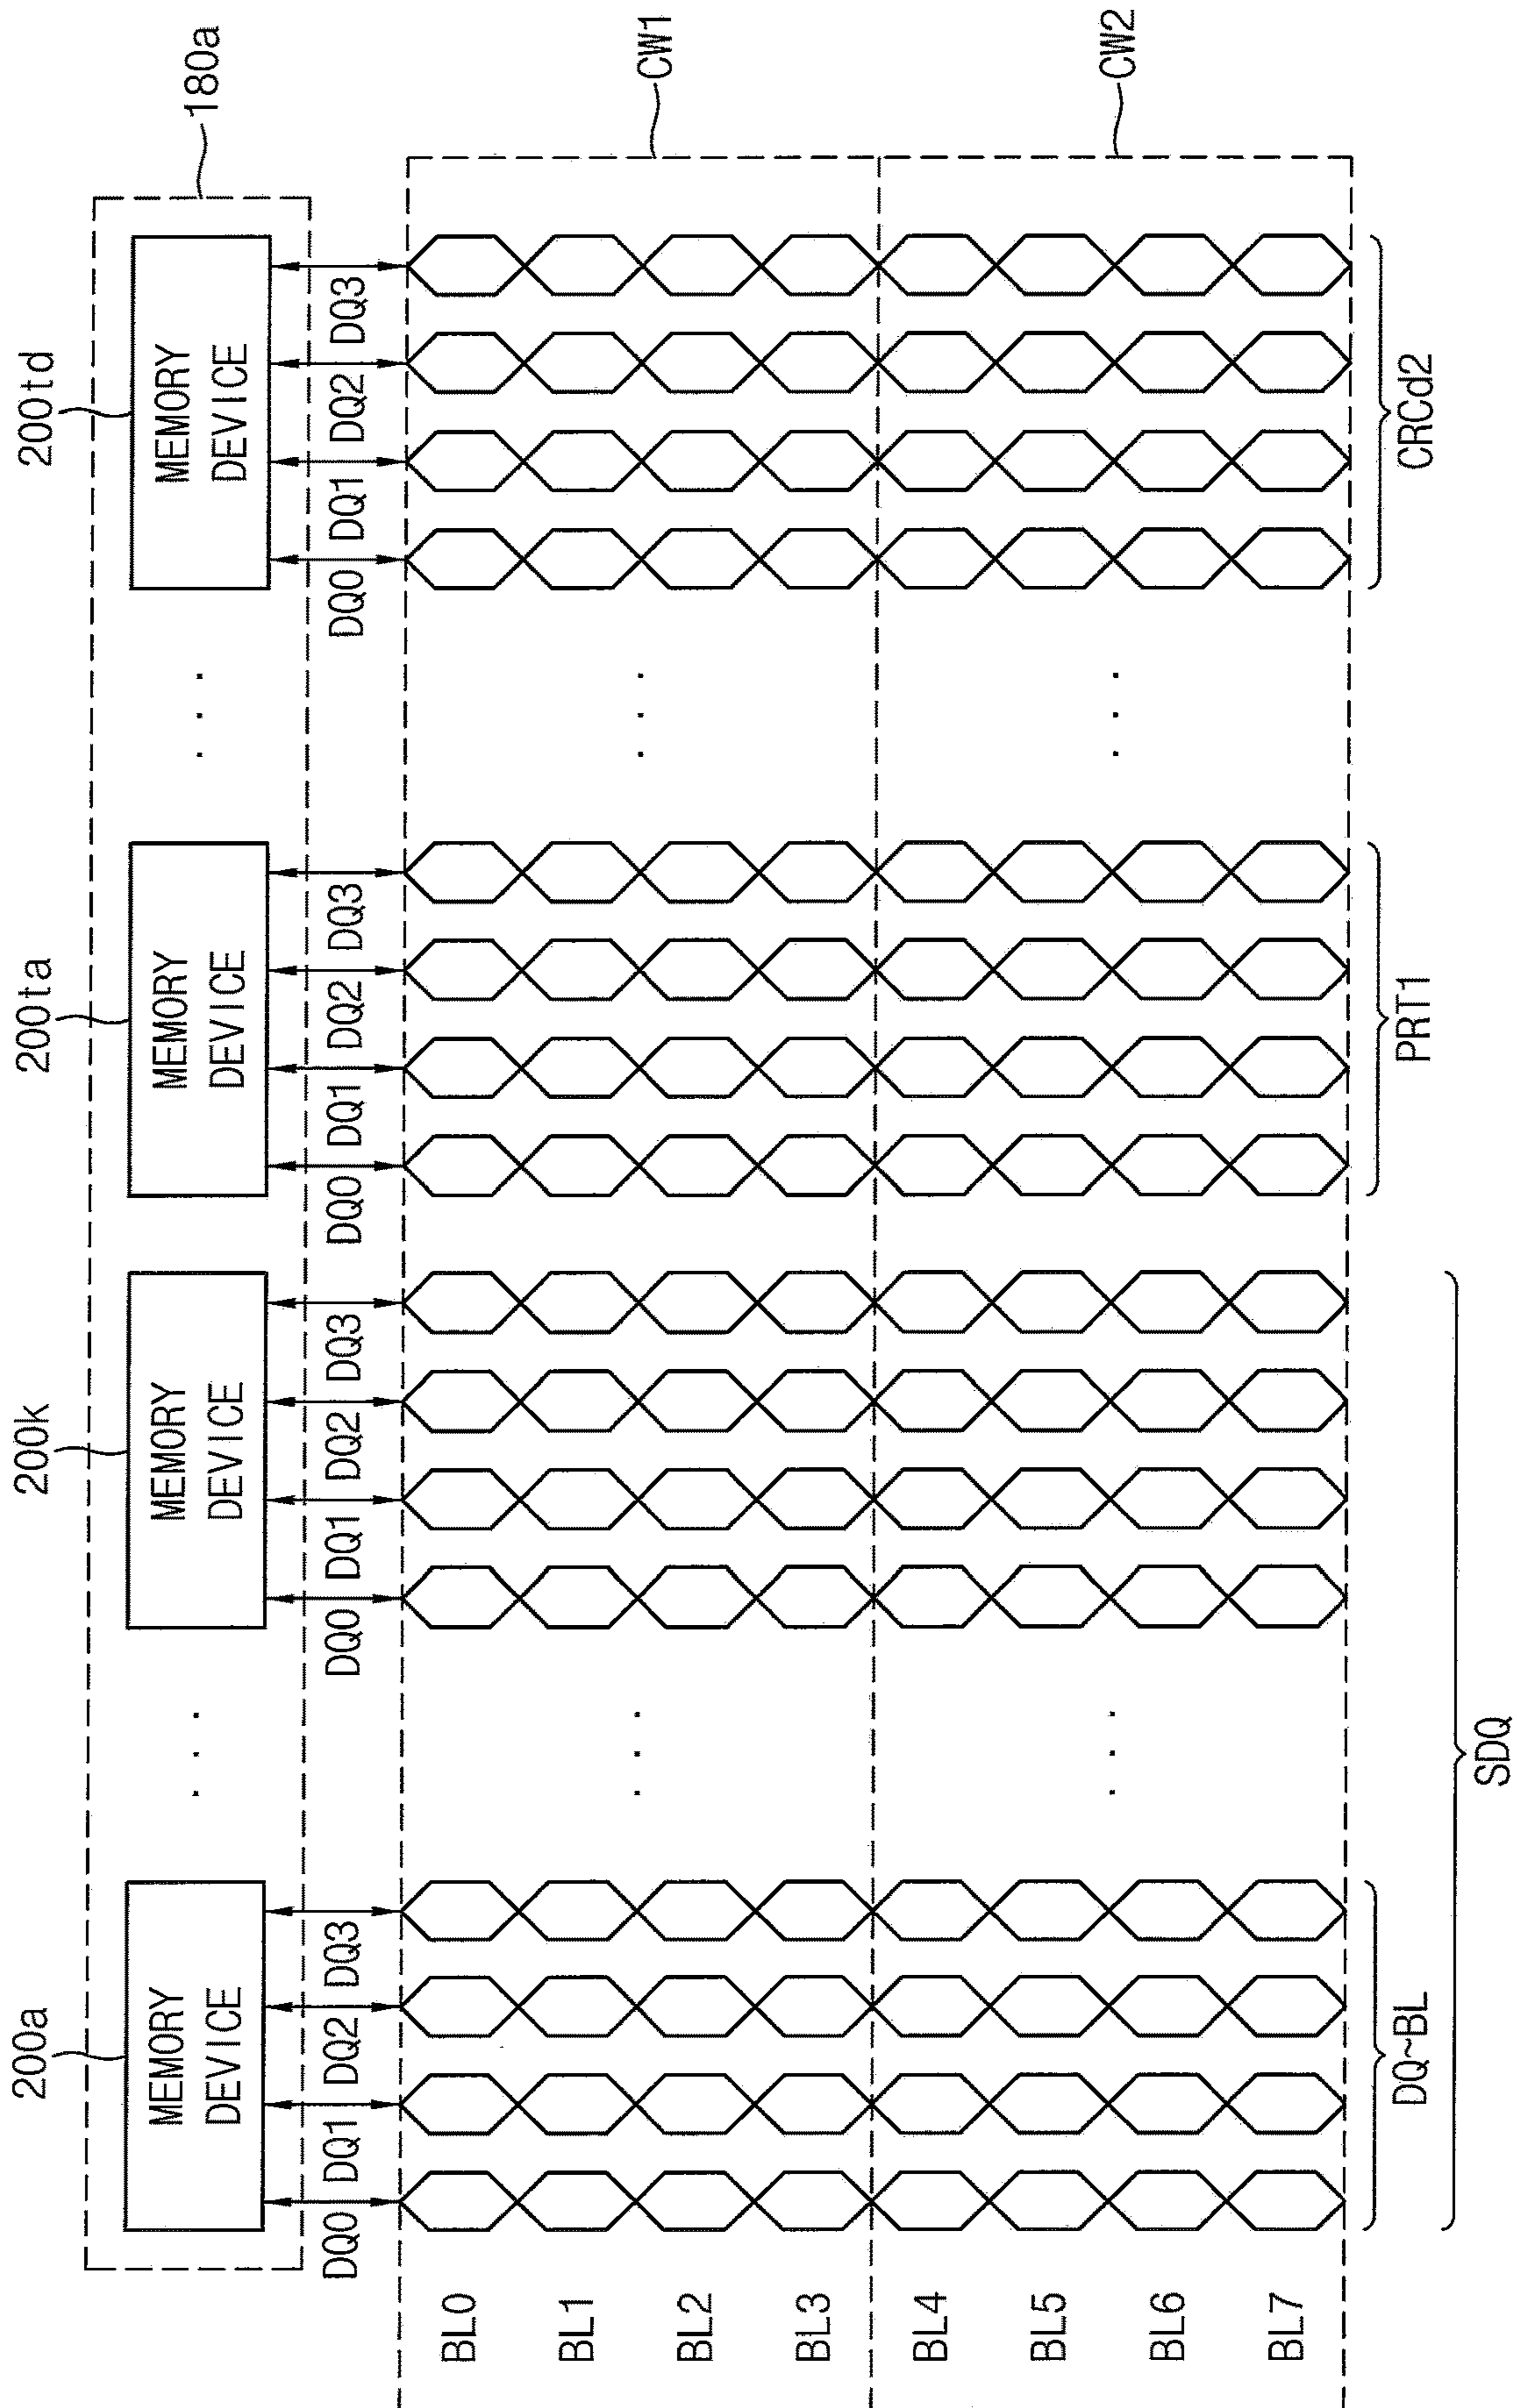 200a
200k
200ta
200td
180a
MEMORY
DEVICE
MEMORY
DEVICE
MEMORY
DEVICE
MEMORY
DEVICE
. . .
. . .
DQ0 DQ1 DQ2 DQ3
DQ0 DQ1 DQ2 DQ3
DQ0 DQ1 DQ2 DQ3
DQ0 DQ1 DQ2 DQ3
BL0
BL1
BL2
BL3
. . .
. . .
CW1
BL4
BL5
BL6
BL7
. . .
. . .
CW2
DQ~BL
PRT1
CRCd2
SDQ